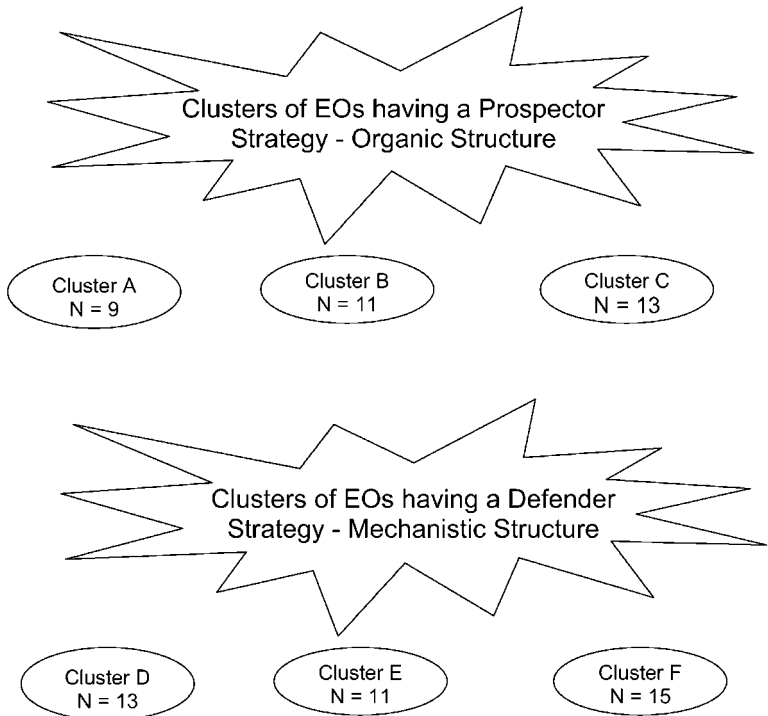 Clusters of EOs having a Prospector
Strategy - Organic Structure
Cluster A
N = 9
Cluster B
N = 11
Cluster C
N = 13
Clusters of EOs having a Defender
Strategy - Mechanistic Structure
Cluster D
N = 13
Cluster E
N = 11
Cluster F
N = 15